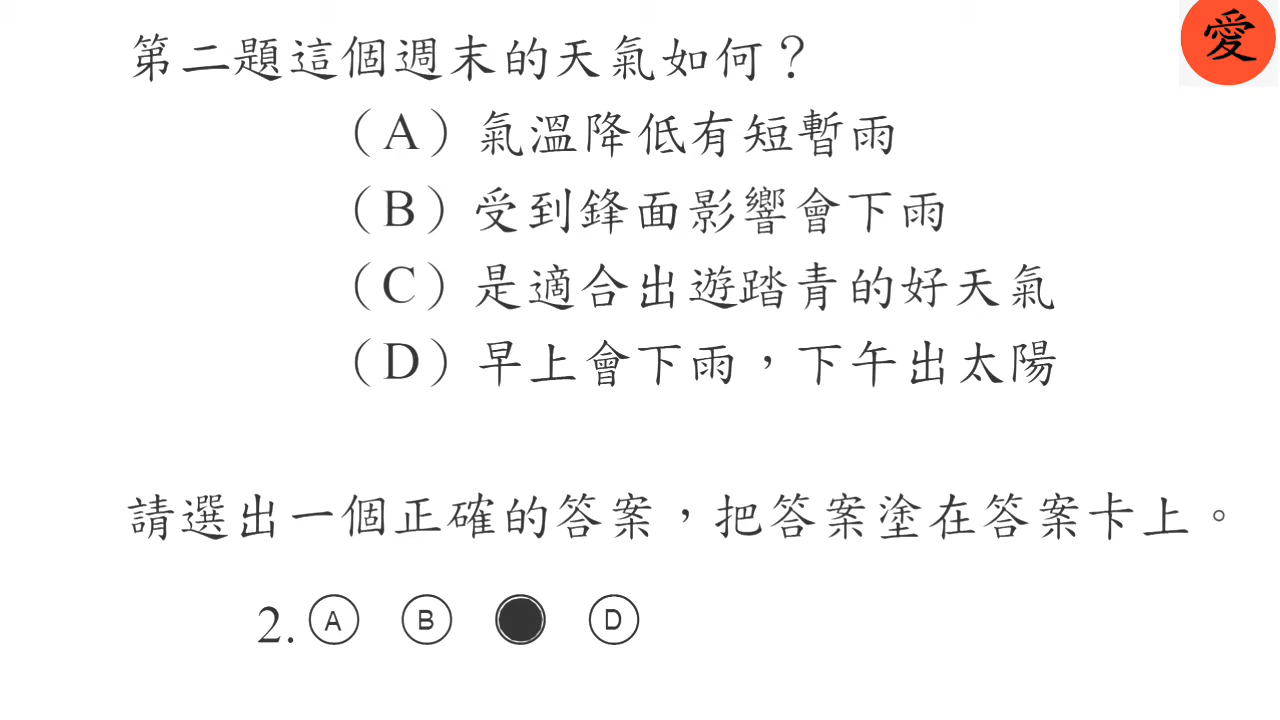 愛
第二題這個週末的天氣如何？
（A）氣溫降低有短暫雨
（B）受到鋒面影響會下雨
（C）是適合出遊踏青的好天氣
（D）早上會下雨，下午出太陽
請選出一個正確的答案，把答案塗在答案卡上。
2. A B D